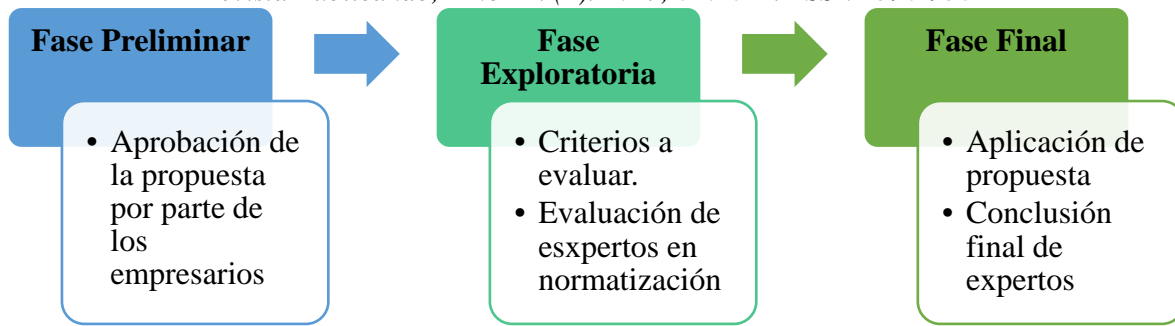 Fase Preliminar
• Aprobación de
la propuesta
por parte de
los
empresarios
Fase
Exploratoria
• Criterios a
evaluar.
• Evaluación de
esxpertos en
normatización
Fase Final
• Aplicación de
propuesta
• Conclusión
final de
expertos